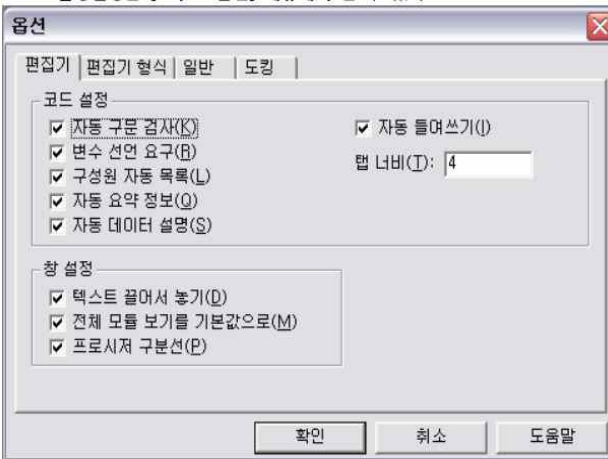 옵션
편집기 편집기 형식 일반 도킹
코드 설정
자동 구문 검사(K)
변수 선언 요구(R)
구성원 자동 목록(L)
자동 요약 정보(Q)
자동 데이터 설명(S)
자동 들여쓰기(I)
탭 너비(T): 4
창 설정
텍스트 끌어서 놓기(D)
전체 모듈 보기를 기본값으로(M)
프로시저 구분선(P)
확인 취소 도움말